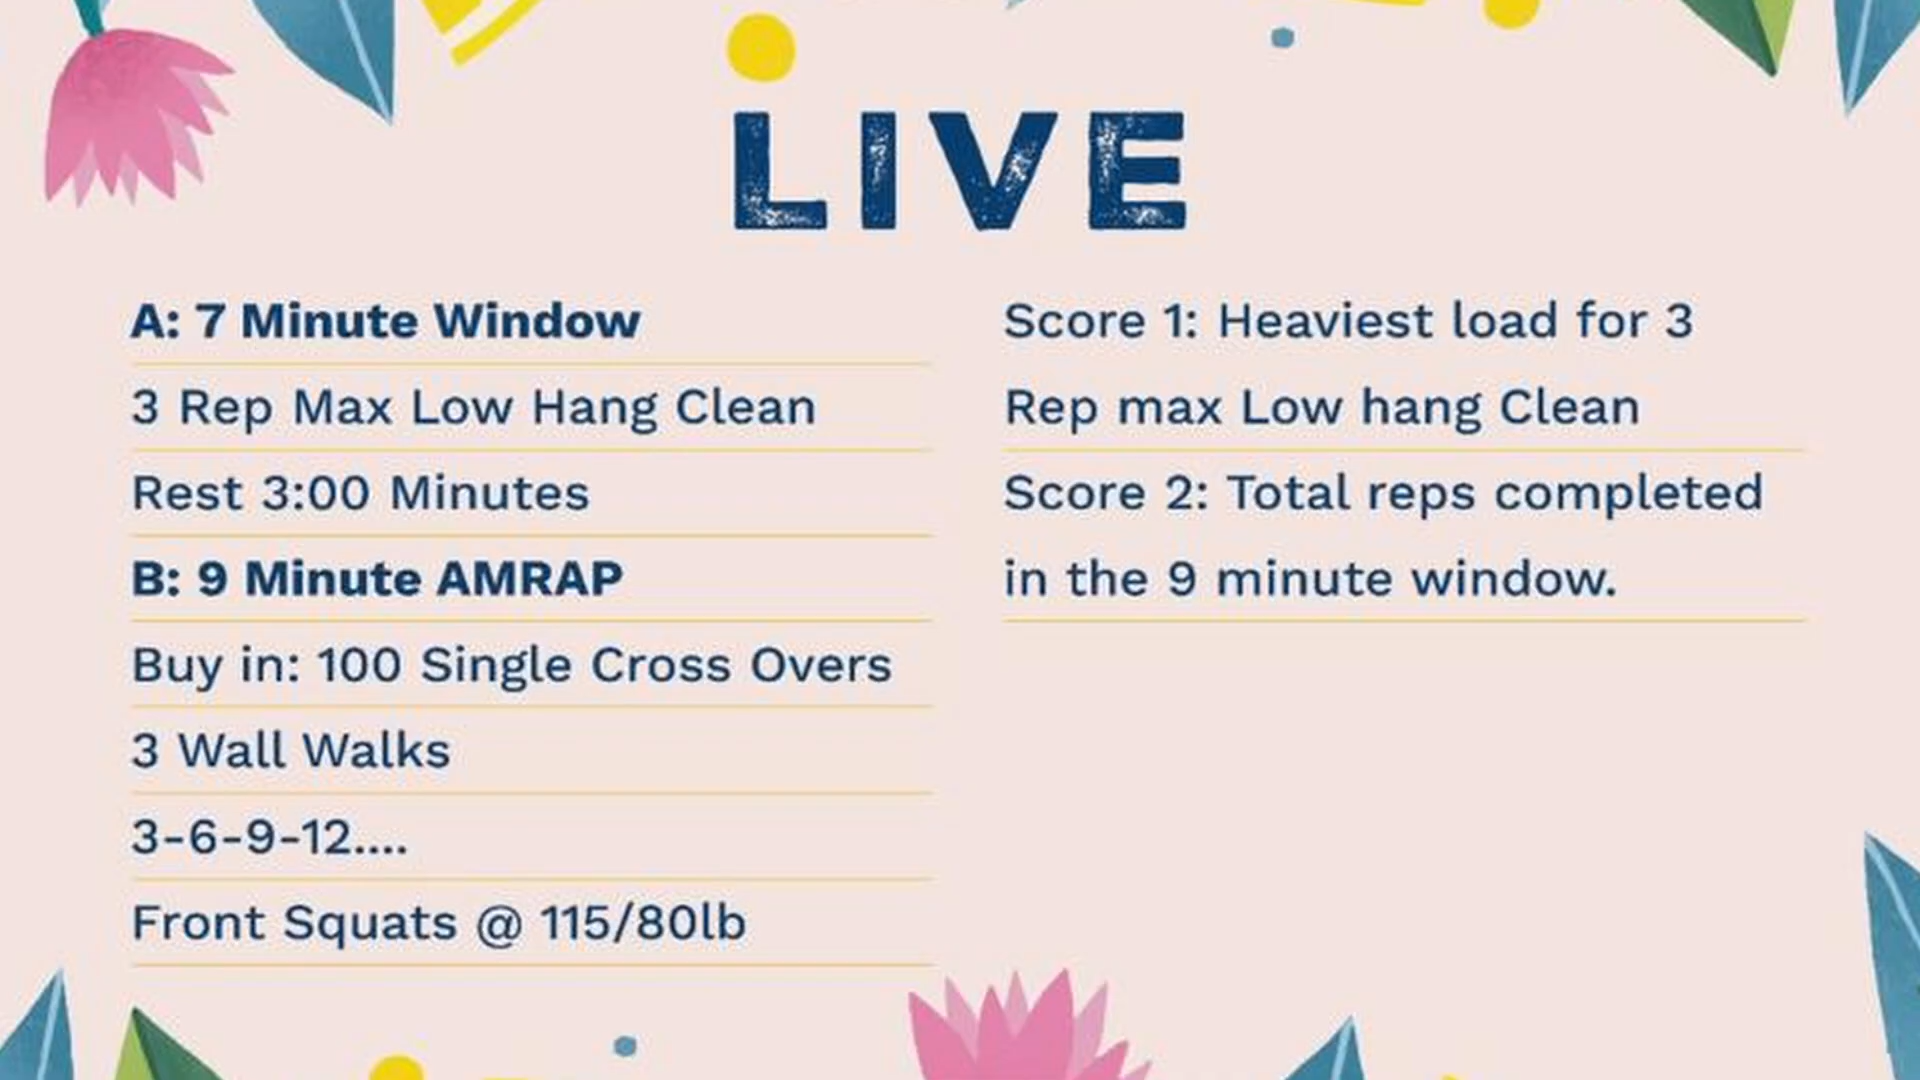 LIVE
A: 7 Minute Window
3 Rep Max Low Hang Clean
Rest 3:00 Minutes
B: 9 Minute AMRAP
Buy in: 100 Single Cross Overs
3 Wall Walks
3-6-9-12....
Front Squats @ 115/80lb
Score 1: Heaviest load for 3
Rep max Low hang Clean
Score 2: Total reps completed
in the 9 minute window.